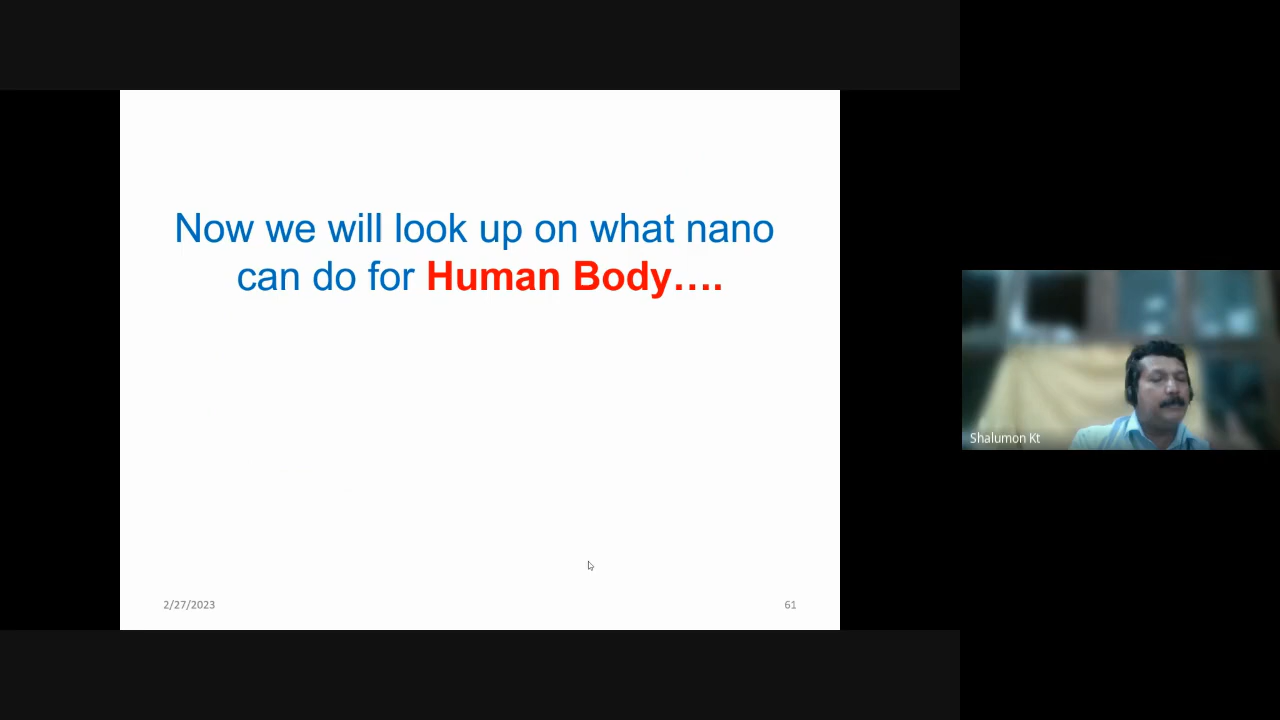 Now we will look up on what nano
can do for Human Body….
2/27/2023
61
Shalumon Kt